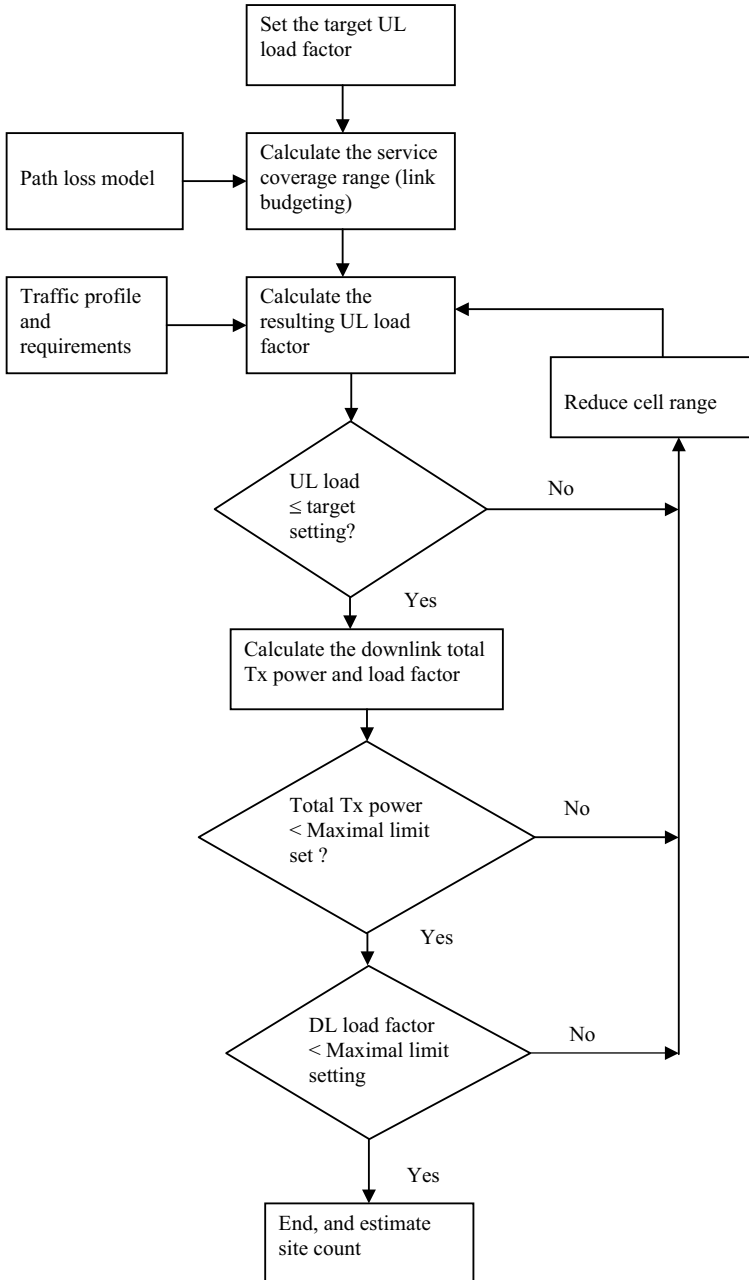 Set the target UL
load factor
Path loss model
Calculate the service
coverage range (link
budgeting)
Traffic profile
and
requirements
Calculate the
resulting UL load
factor
Reduce cell range
UL load
≤ target
setting?
No
Yes
Calculate the downlink total
Tx power and load factor
Total Tx power
< Maximal limit
set ?
No
Yes
DL load factor
< Maximal limit
setting
No
Yes
End, and estimate
site count